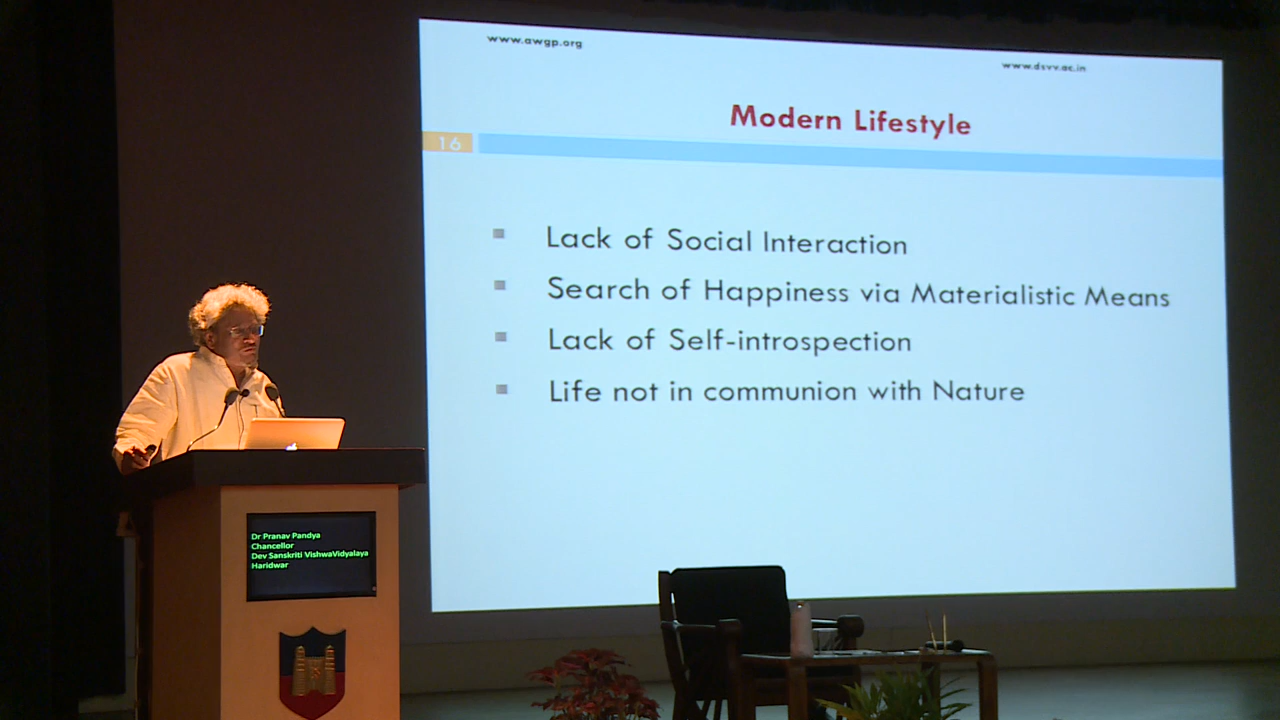 www.awgp.org
www.dsvv.ac.in
Modern Lifestyle
16
Lack of Social Interaction
Search of Happiness via Materialistic Means
Lack of Self-introspection
Life not in communion with Nature
Dr Pranav Pandya
Chancellor
Dev Sanskriti VishwaVidyalaya
Haridwar